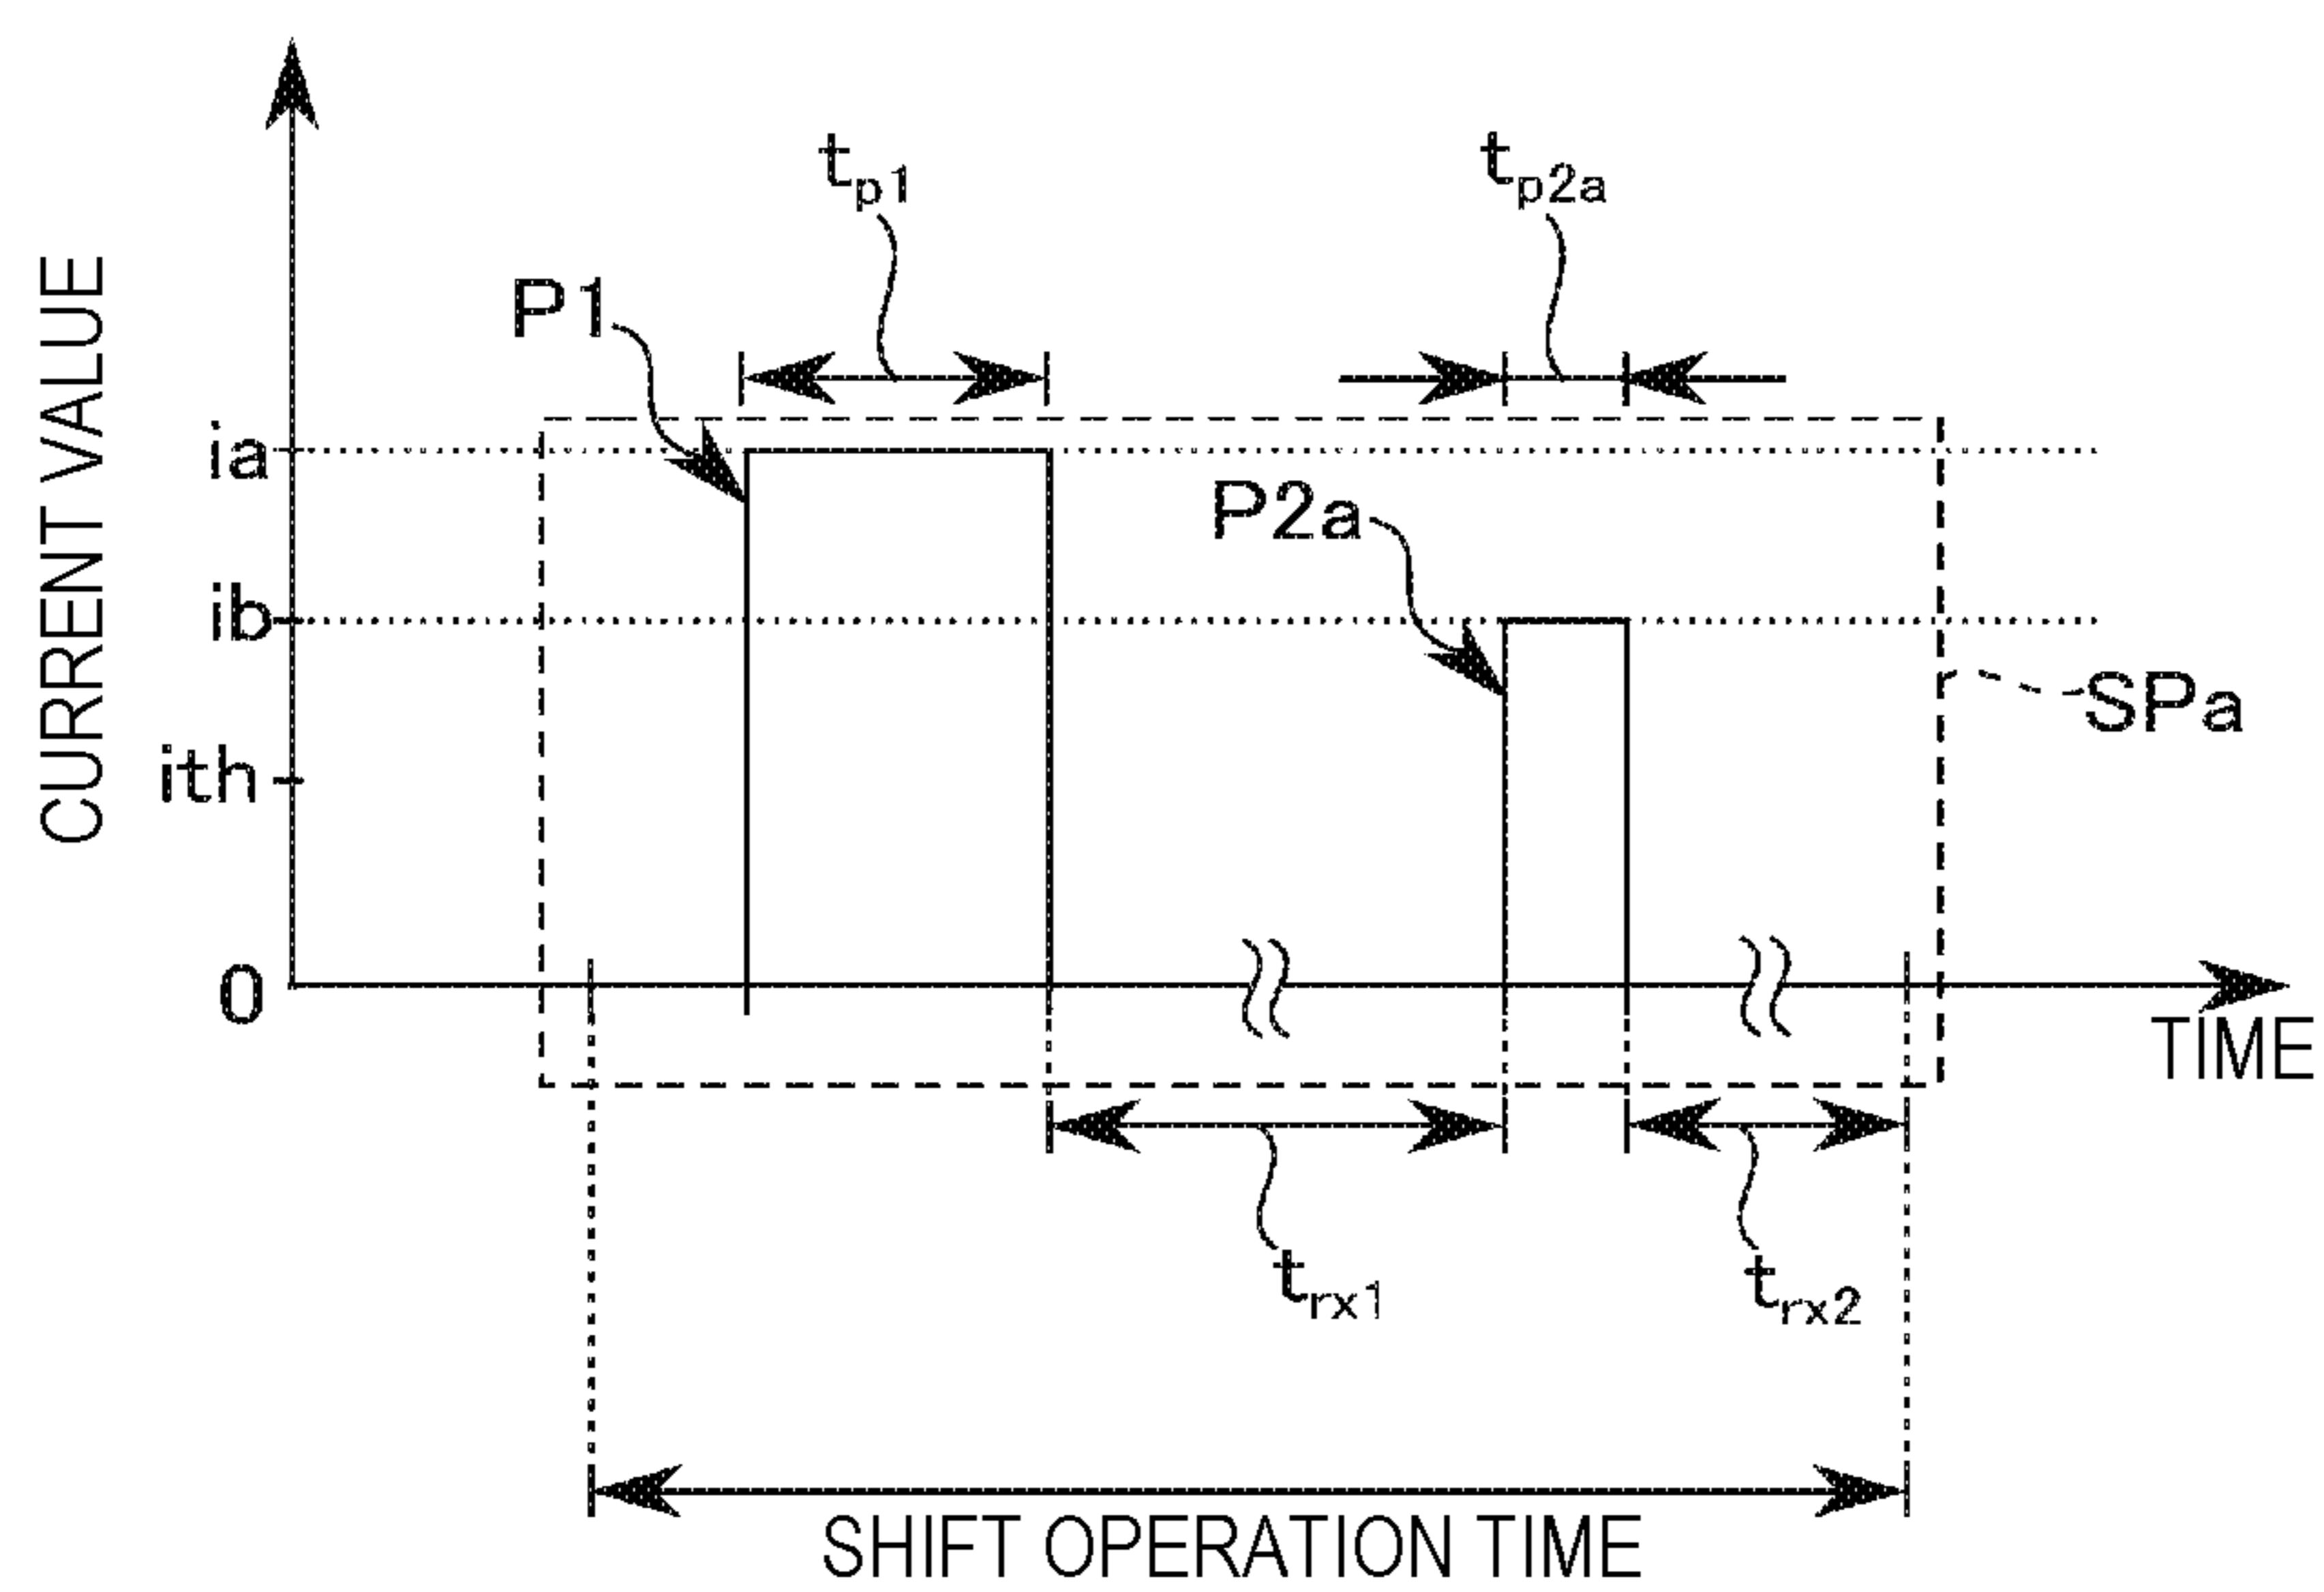 t_p1
t_p2a
P1
ia
P2a
ib
SPa
ith
CURRENT VALUE
0
TIME
t_rx1
t_rx2
SHIFT OPERATION TIME